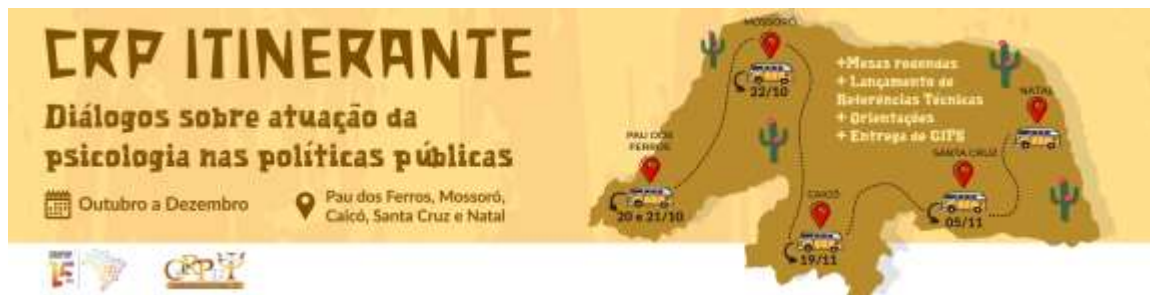 CRP ITINERANTE
Diálogos sobre atuação da
psicologia nas políticas públicas
Outubro a Dezembro
Pau dos Ferros, Mossoró,
Caicó, Santa Cruz e Natal
MOSSORÓ
22/10
+Mesas redondas
+ Lançamento de
Referências Técnicas
+ Orientações
+ Entrega de CIPS
NATAL
PAU DOS
FERROS
20 e 21/10
SANTA CRUZ
05/11
CAICÓ
19/11
CRP